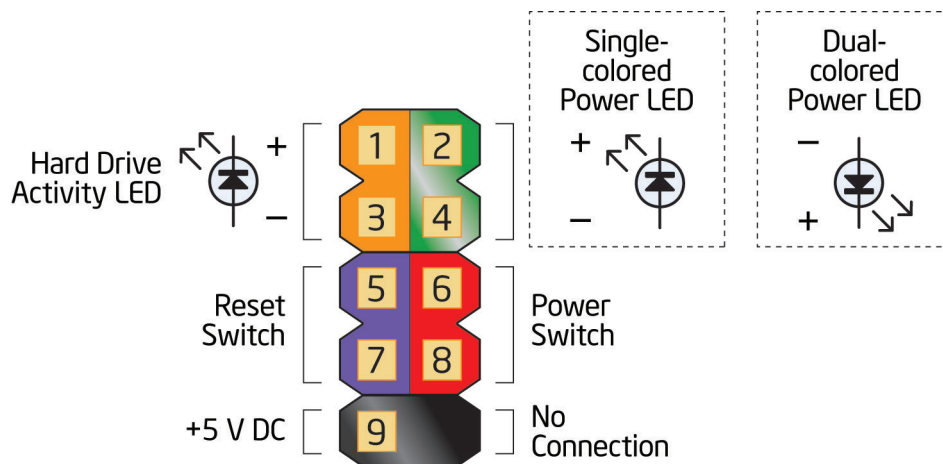 Single-
colored
Power LED
Dual-
colored
Power LED
Hard Drive
Activity LED
+
−
1 2
3 4
+
−
−
+
Reset
Switch
5 6
7 8
Power
Switch
+5 V DC
9
No
Connection